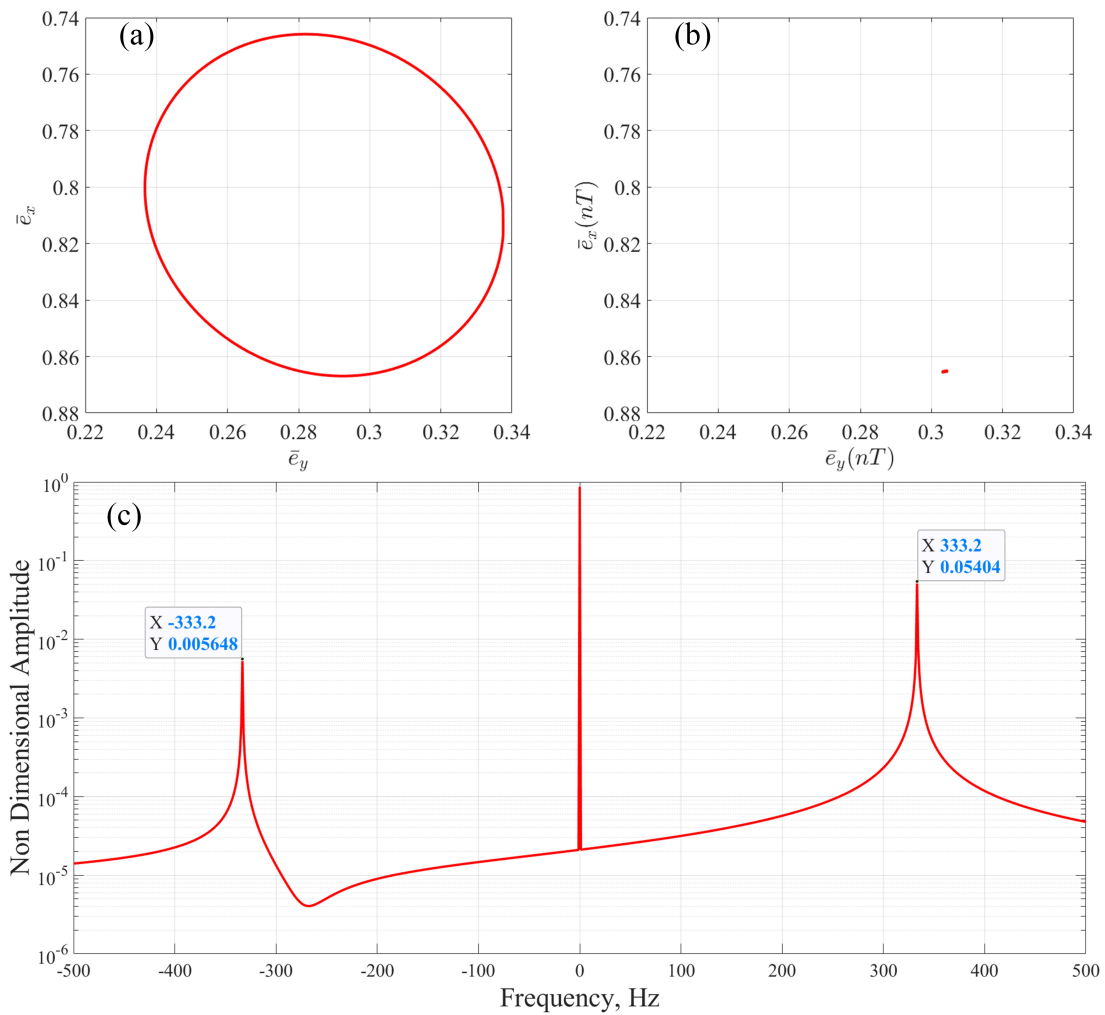 (a)
0.74
0.76
0.78
0.8
0.82
0.84
0.86
0.88
ēₓ
0.22 0.24 0.26 0.28 0.3 0.32 0.34
ē_y
(b)
0.74
0.76
0.78
0.8
0.82
0.84
0.86
0.88
ēₓ(nT)
0.22 0.24 0.26 0.28 0.3 0.32 0.34
ē_y(nT)
(c)
10⁰
10⁻¹
10⁻²
10⁻³
10⁻⁴
10⁻⁵
10⁻⁶
Non Dimensional Amplitude
X -333.2
Y 0.005648
X 333.2
Y 0.05404
-500 -400 -300 -200 -100 0 100 200 300 400 500
Frequency, Hz